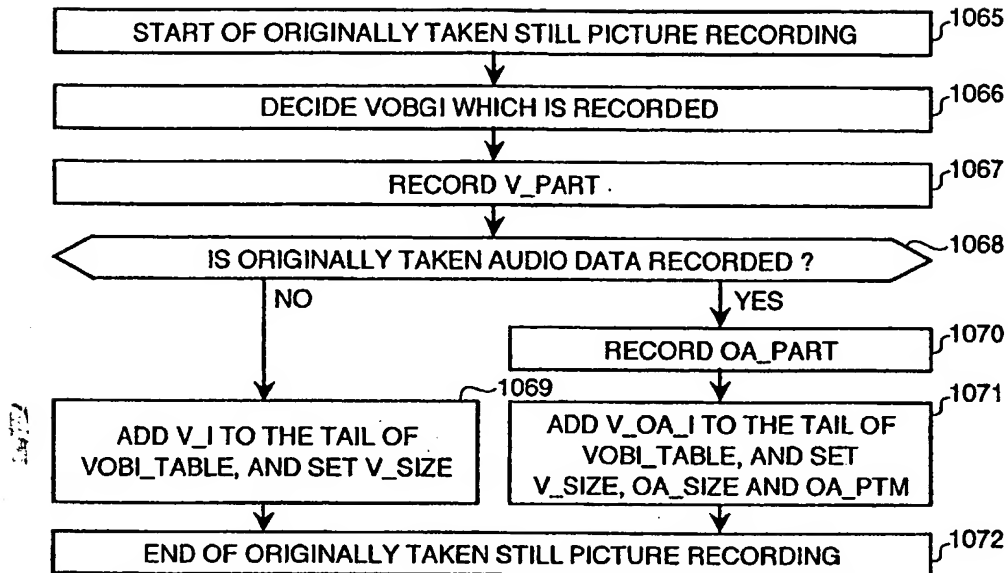 START OF ORIGINALLY TAKEN STILL PICTURE RECORDING
1065
DECIDE VOBGI WHICH IS RECORDED
1066
RECORD V_PART
1067
IS ORIGINALLY TAKEN AUDIO DATA RECORDED ?
1068
NO
YES
RECORD OA_PART
1070
1069
1071
ADD V_I TO THE TAIL OF
VOBI_TABLE, AND SET V_SIZE
ADD V_OA_I TO THE TAIL OF
VOBI_TABLE, AND SET
V_SIZE, OA_SIZE AND OA_PTM
END OF ORIGINALLY TAKEN STILL PICTURE RECORDING
1072